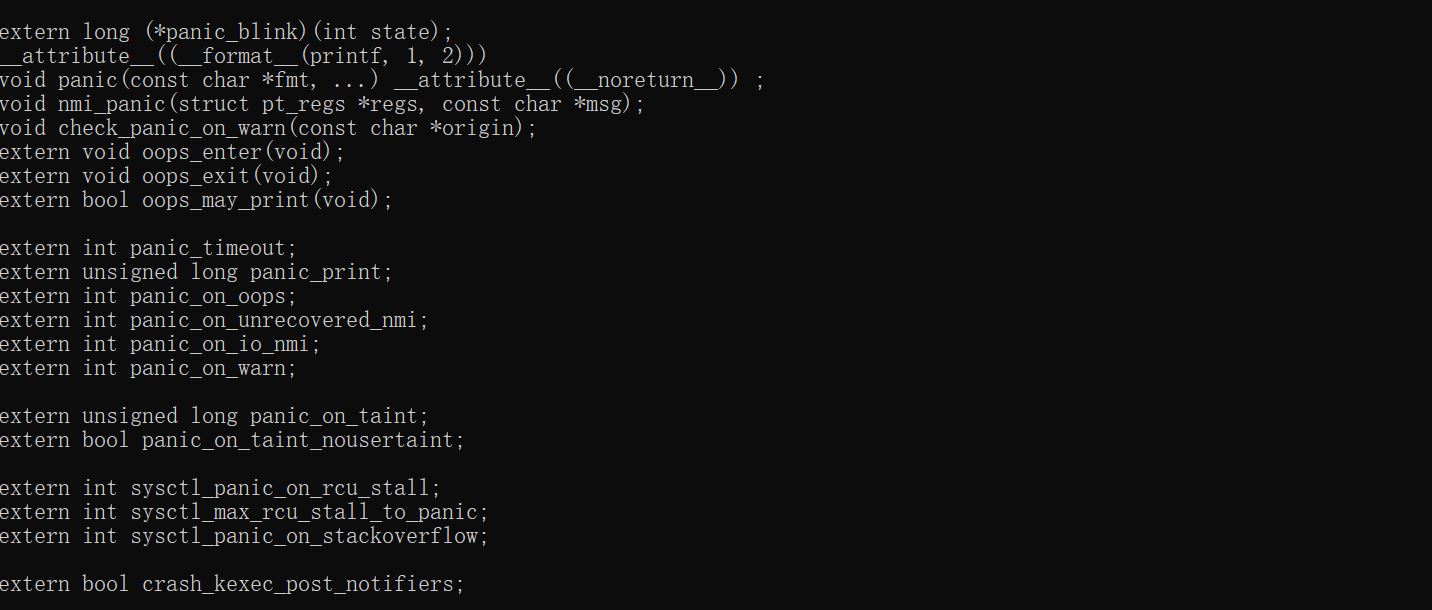 extern long (*panic_blink)(int state);
__attribute__((__format__(printf, 1, 2)))
void panic(const char *fmt, ...) __attribute__((__noreturn__)) ;
void nmi_panic(struct pt_regs *regs, const char *msg);
void check_panic_on_warn(const char *origin);
extern void oops_enter(void);
extern void oops_exit(void);
extern bool oops_may_print(void);
extern int panic_timeout;
extern unsigned long panic_print;
extern int panic_on_oops;
extern int panic_on_unrecovered_nmi;
extern int panic_on_io_nmi;
extern int panic_on_warn;
extern unsigned long panic_on_taint;
extern bool panic_on_taint_nousertaint;
extern int sysctl_panic_on_rcu_stall;
extern int sysctl_max_rcu_stall_to_panic;
extern int sysctl_panic_on_stackoverflow;
extern bool crash_kexec_post_notifiers;